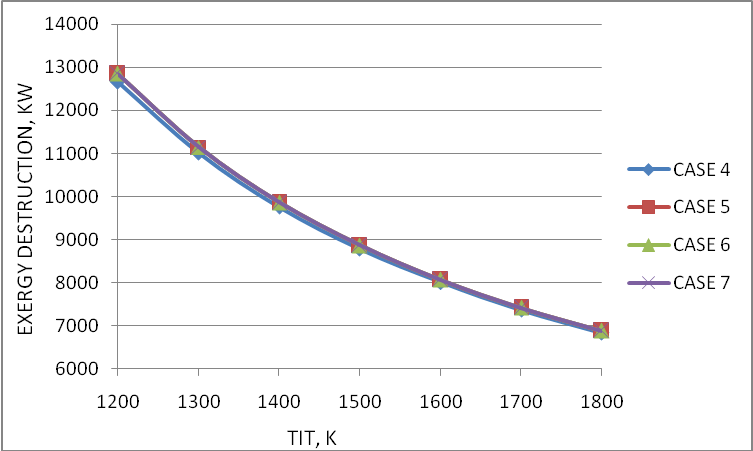 EXERGY DESTRUCTION, KW
14000
13000
12000
11000
10000
9000
8000
7000
6000
1200 1300 1400 1500 1600 1700 1800
TIT, K
CASE 4
CASE 5
CASE 6
CASE 7